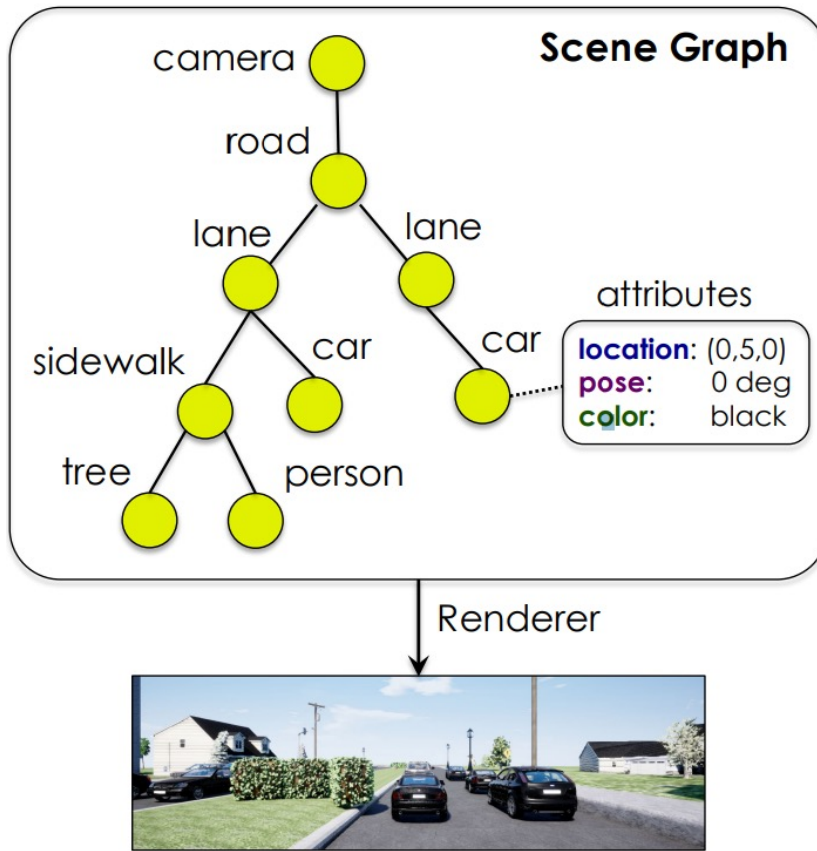 Scene Graph
camera
road
lane
lane
attributes
sidewalk
car
car
location: (0,5,0)
pose: 0 deg
color: black
tree
person
Renderer